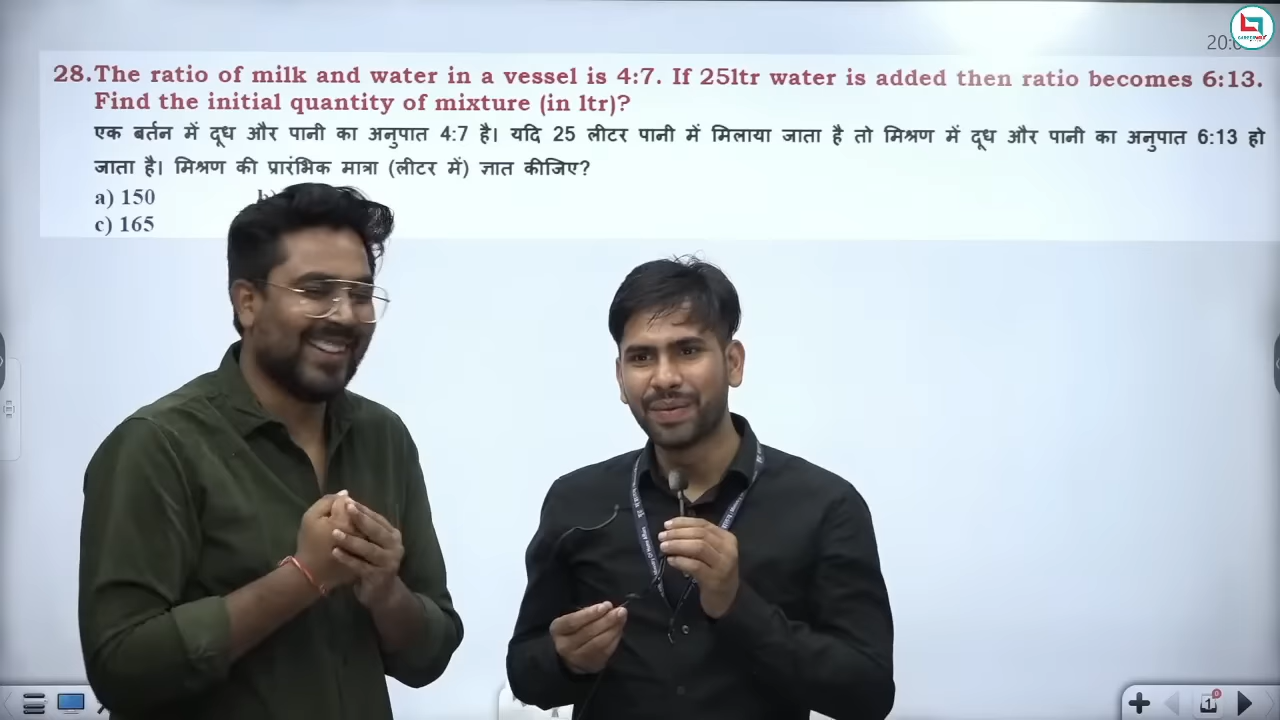 28. The ratio of milk and water in a vessel is 4:7. If 25ltr water is added then ratio becomes 6:13.
Find the initial quantity of mixture (in ltr)?
एक बर्तन में दूध और पानी का अनुपात 4:7 है। यदि 25 लीटर पानी में मिलाया जाता है तो मिश्रण में दूध और पानी का अनुपात 6:13 हो
जाता है। मिश्रण की प्रारंभिक मात्रा (लीटर में) ज्ञात कीजिए?
a) 150
c) 165